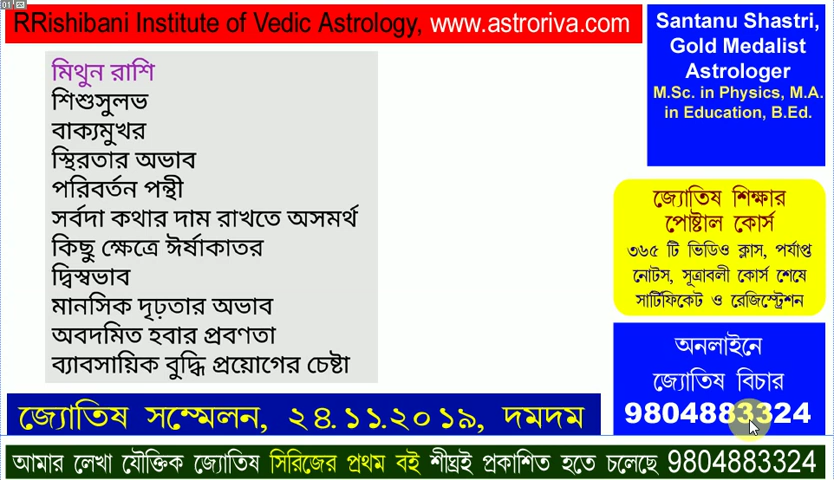 01
RRishibani Institute of Vedic Astrology, www.astroriva.com
Santanu Shastri,
Gold Medalist
Astrologer
M.Sc. in Physics, M.A.
in Education, B.Ed.
মিথুন রাশি
শিশুসুলভ
বাক্যমুখর
স্থিরতার অভাব
পরিবর্তন পন্থী
সর্বদা কথার দাম রাখতে অসমর্থ
কিছু ক্ষেত্রে ঈর্ষাকাতর
দ্বিস্বভাব
মানসিক দৃঢ়তার অভাব
অবদমিত হবার প্রবণতা
ব্যাবসায়িক বুদ্ধি প্রয়োগের চেষ্টা
জ্যোতিষ শিক্ষার
পোষ্টাল কোর্স
৩৬৫ টি ভিডিও ক্লাস, পর্যাপ্ত
নোটস, সূত্রাবলী কোর্স শেষে
সার্টিফিকেট ও রেজিস্ট্রেশন
অনলাইনে
জ্যোতিষ বিচার
9804883324
জ্যোতিষ সম্মেলন, ২৪.১১.২০১৯, দমদম
আমার লেখা যৌক্তিক জ্যোতিষ সিরিজের প্রথম বই শীঘ্রই প্রকাশিত হতে চলেছে 9804883324